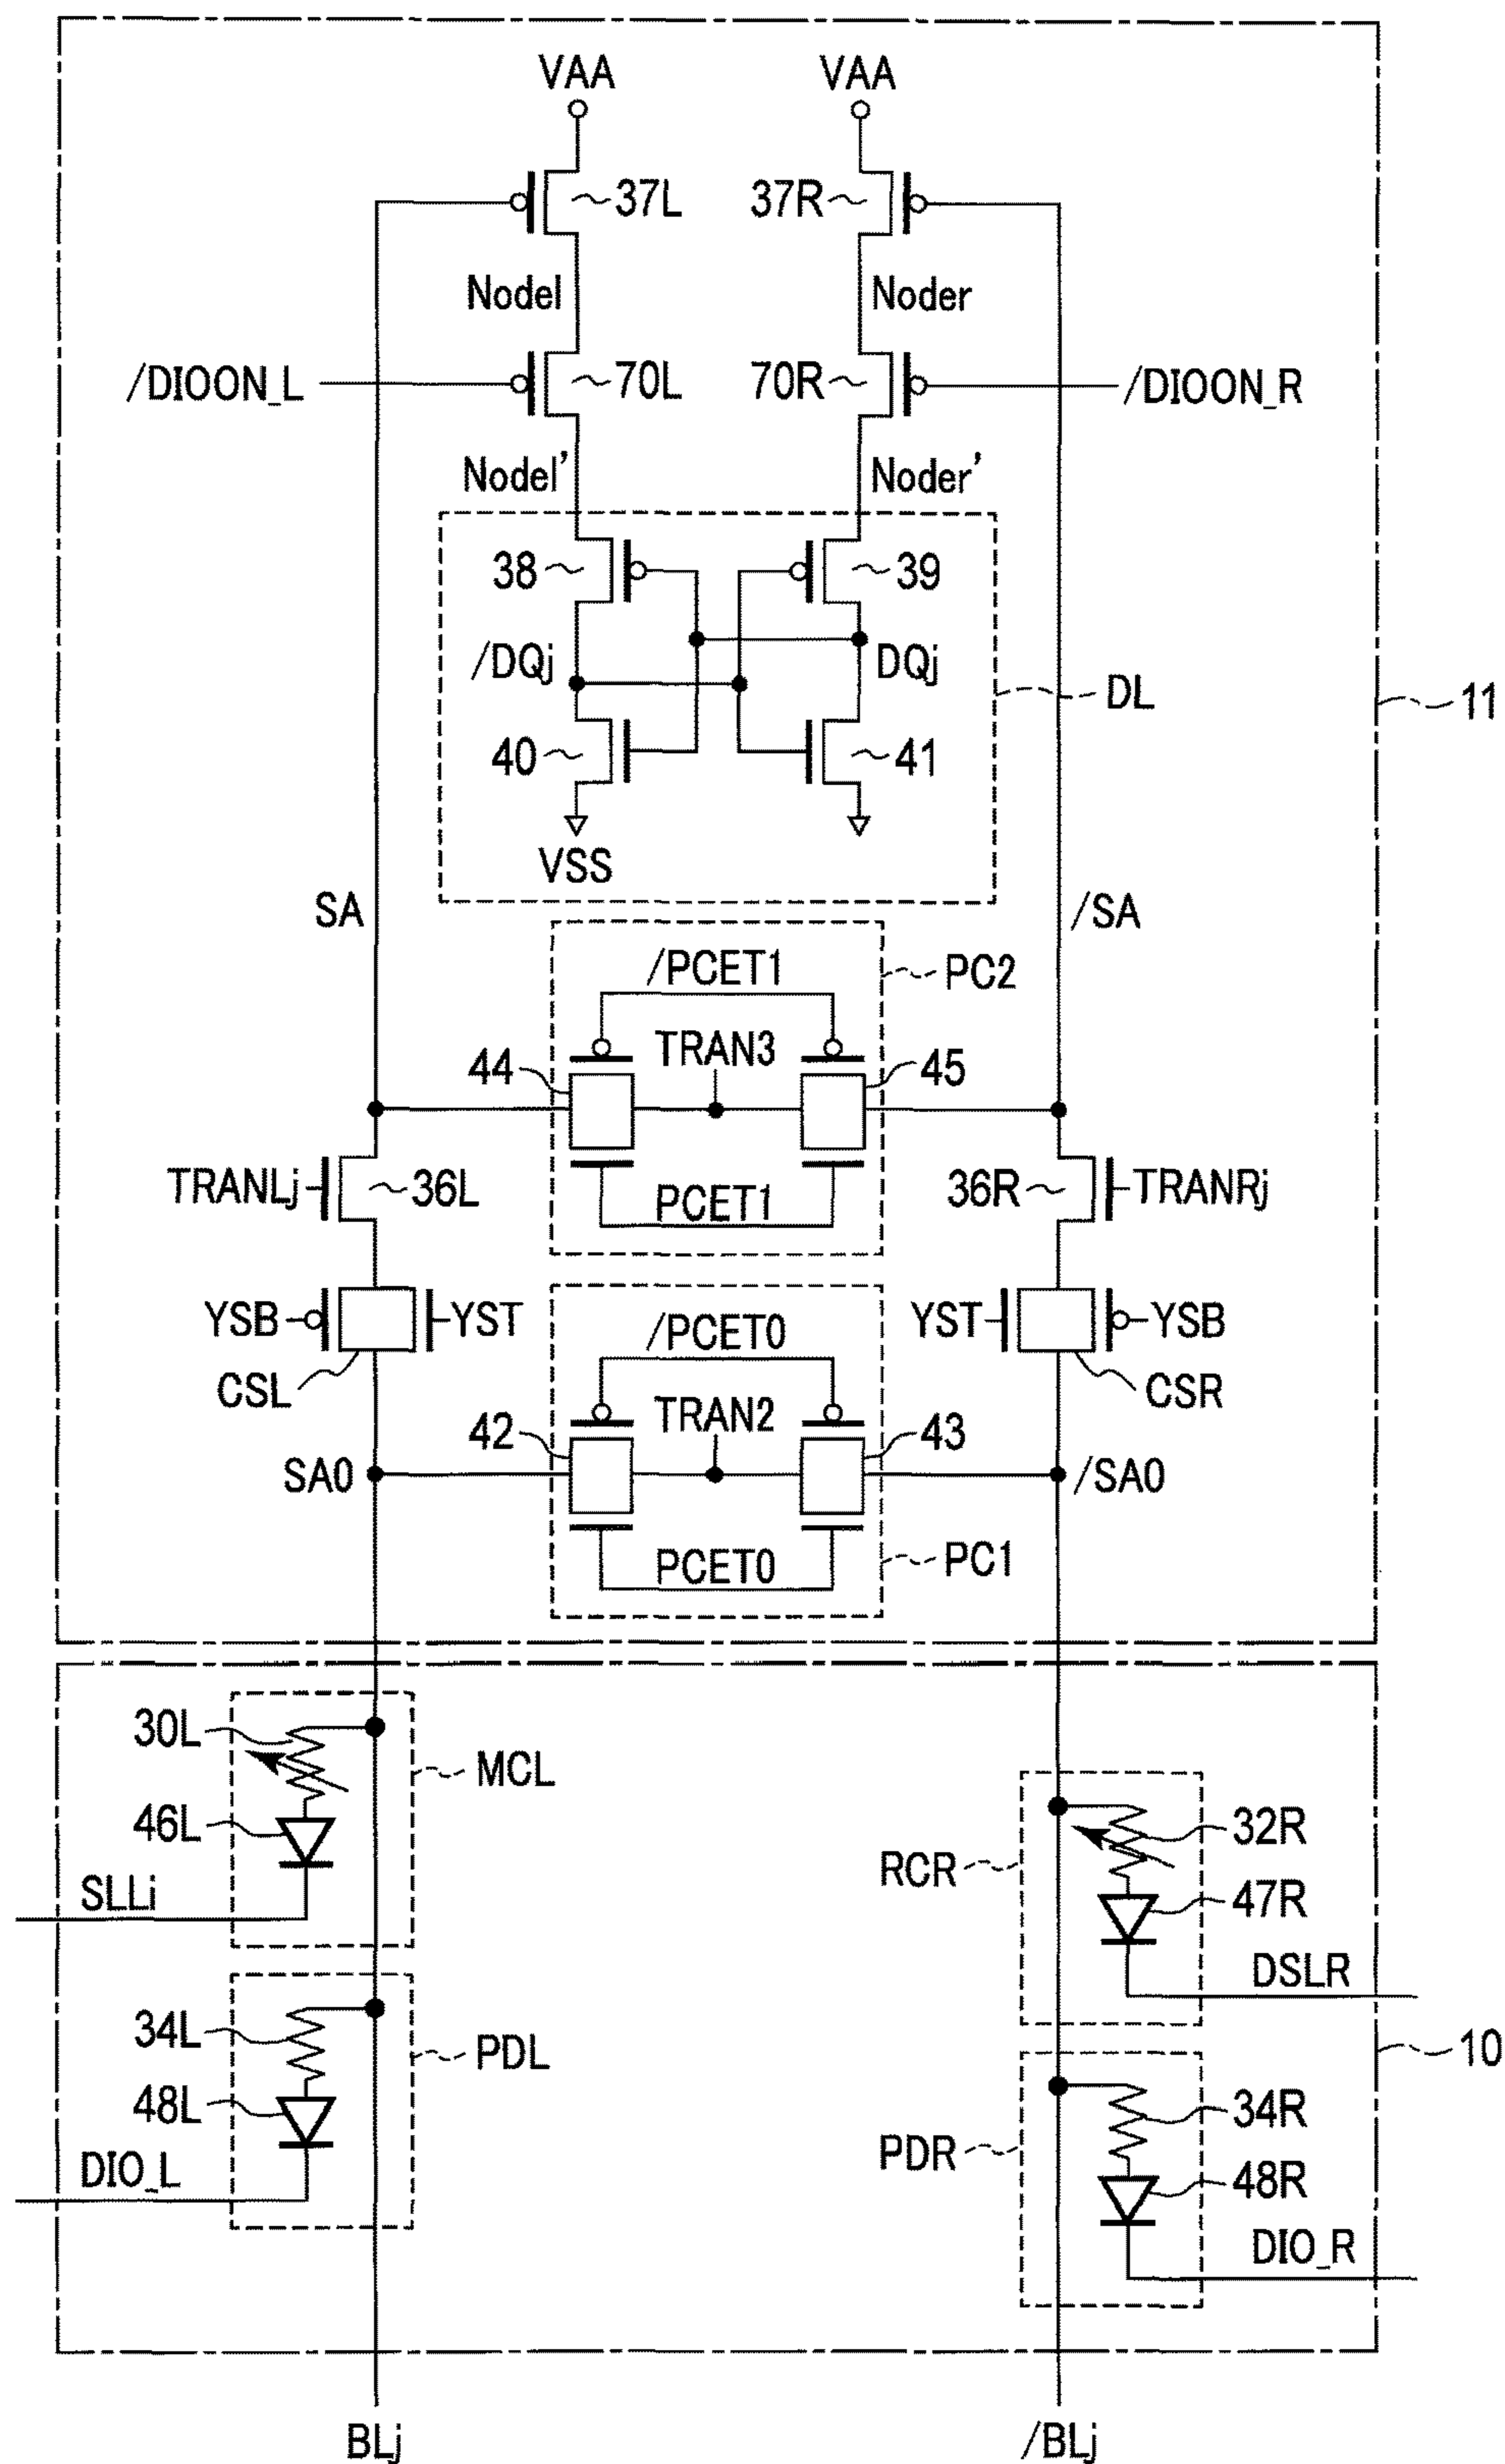 VAA VAA
37L 37R
Nodel Noder
/DIOON_L 70L 70R /DIOON_R
Nodel' Noder'
38 39
/DQj DQj
DL 11
40 41
VSS
SA /SA
/PCET1 PC2
TRAN3
44 45
TRANLj 36L PCET1 36R TRANRj
YSB YST /PCET0 YST YSB
CSL TRAN2 CSR
42 43
SA0 /SA0
PCET0 PC1
30L MCL
46L 32R
SLLi RCR 47R
DSLR
34L PDL 10
48L 34R
DIO_L PDR 48R
DIO_R
BLj /BLj